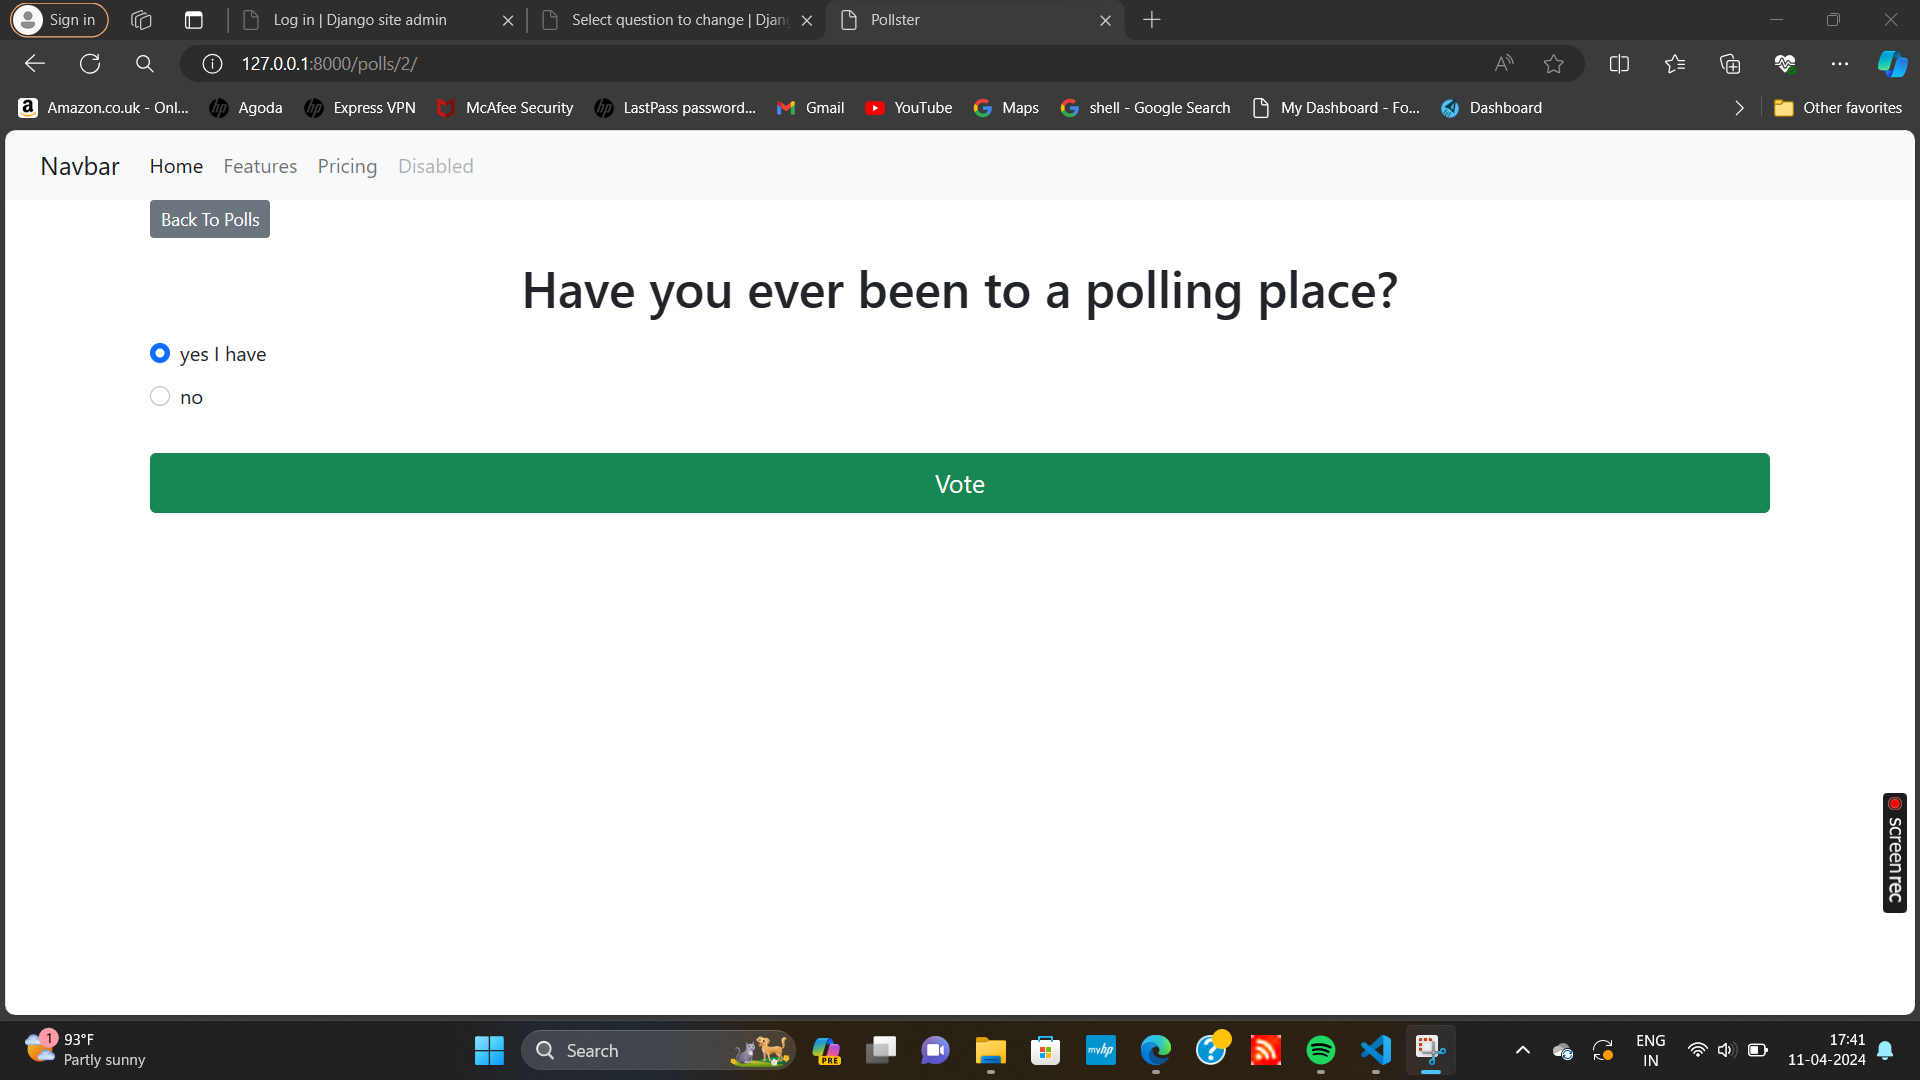 Sign in
Log in | Django site admin
Select question to change | Djan
Pollster
127.0.0.1:8000/polls/2/
Amazon.co.uk - Onl...
Agoda
Express VPN
McAfee Security
LastPass password...
Gmail
YouTube
Maps
shell - Google Search
My Dashboard - Fo...
Dashboard
Other favorites
Navbar
Home
Features
Pricing
Disabled
Back To Polls
Have you ever been to a polling place?
yes I have
no
Vote
screenrec
1
93°F
Partly sunny
Search
PRE
myhp
ENG
IN
17:41
11-04-2024